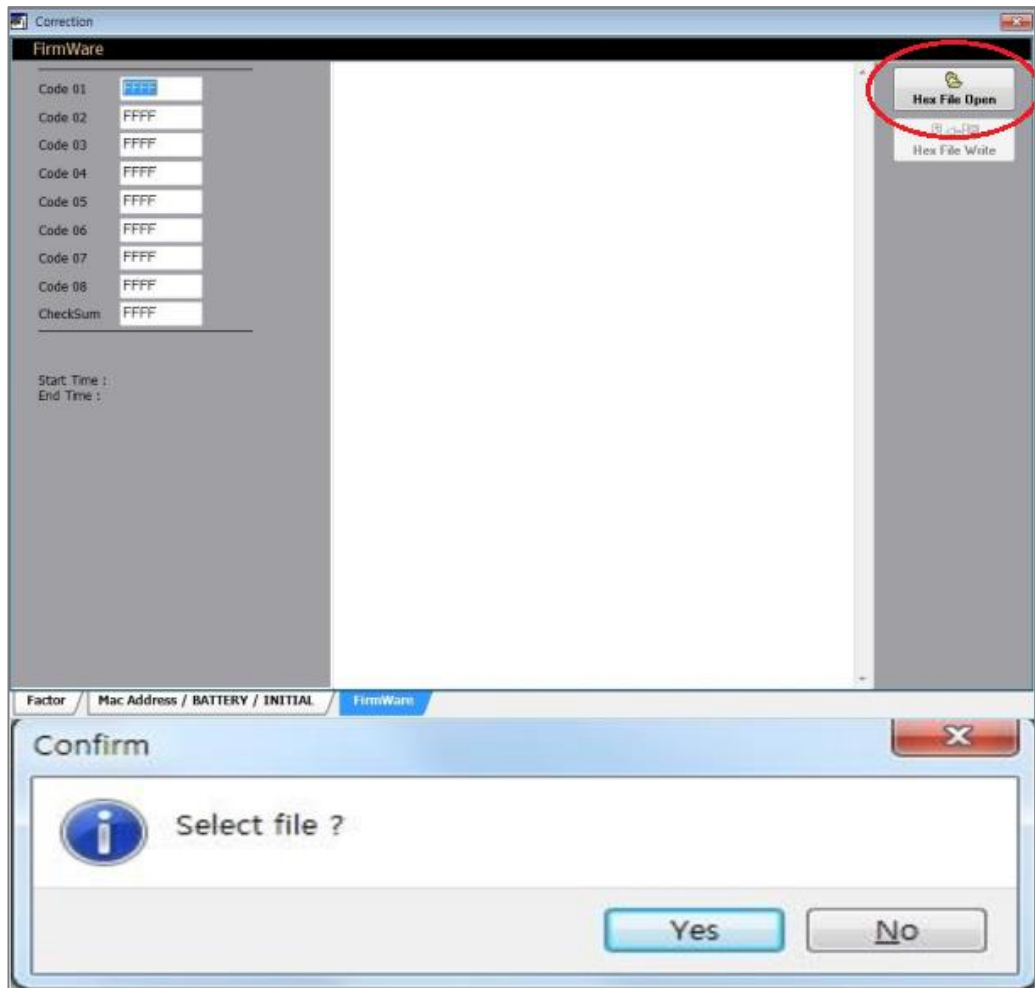 Correction
FirmWare
Code 01 FFFF
Code 02 FFFF
Code 03 FFFF
Code 04 FFFF
Code 05 FFFF
Code 06 FFFF
Code 07 FFFF
Code 08 FFFF
CheckSum FFFF
Start Time :
End Time :
Hex File Open
Hex File Write
Factor Mac Address / BATTERY / INITIAL FirmWare
Confirm
Select file ?
Yes No